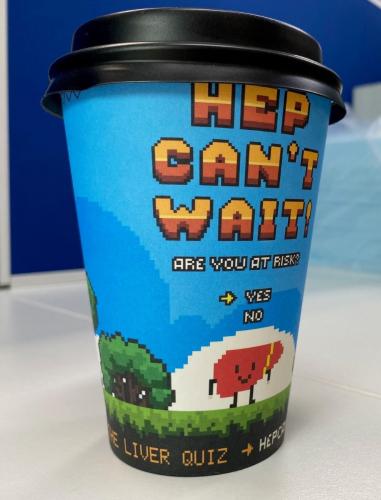 HEP
CAN'T
WAIT!
ARE YOU AT RISK?
→ YES
NO
LIVER QUIZ →